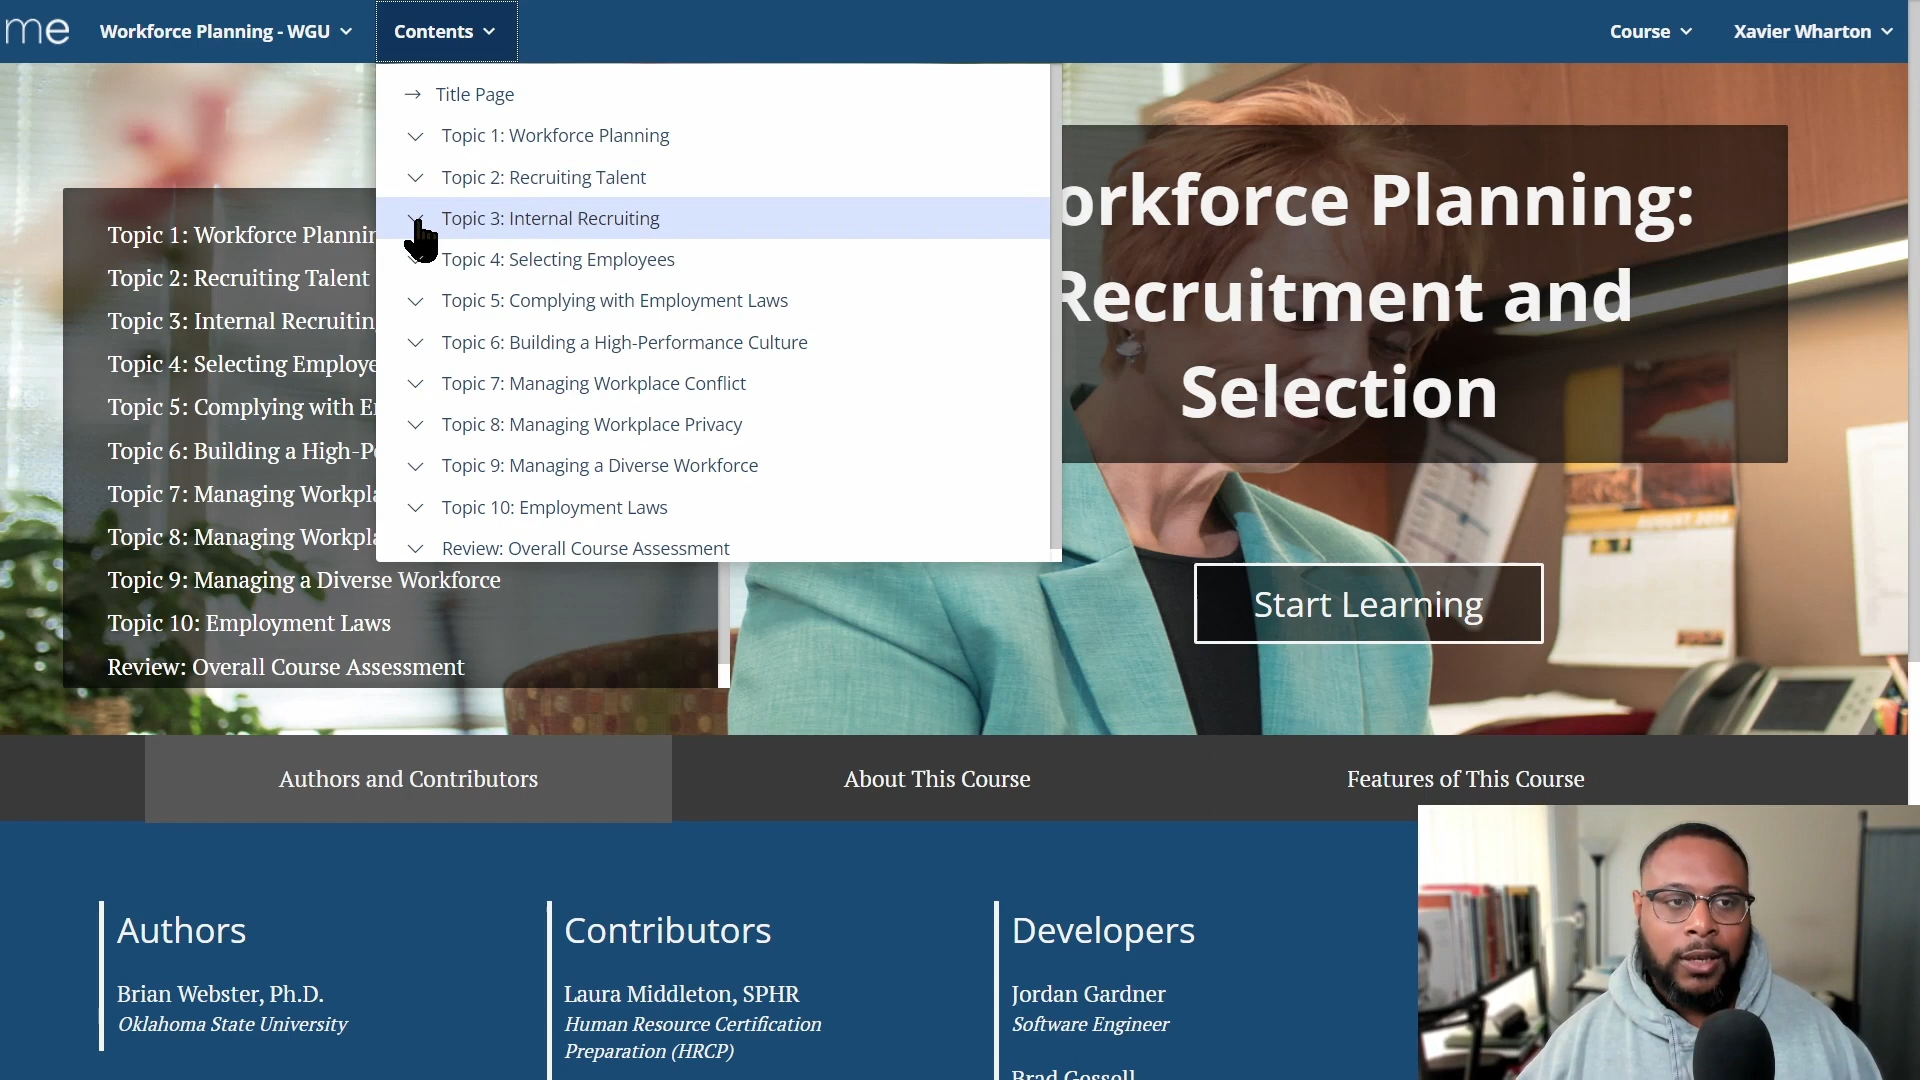 me
Workforce Planning - WGU
Contents
Course
Xavier Wharton
Title Page
Topic 1: Workforce Planning
Topic 2: Recruiting Talent
Topic 3: Internal Recruiting
Topic 4: Selecting Employees
Topic 5: Complying with Employment Laws
Topic 6: Building a High-Performance Culture
Topic 7: Managing Workplace Conflict
Topic 8: Managing Workplace Privacy
Topic 9: Managing a Diverse Workforce
Topic 10: Employment Laws
Review: Overall Course Assessment
Topic 1: Workforce Plannin
Topic 2: Recruiting Talent
Topic 3: Internal Recruitin
Topic 4: Selecting Employe
Topic 5: Complying with E
Topic 6: Building a High-P
Topic 7: Managing Workpla
Topic 8: Managing Workpla
Topic 9: Managing a Diverse Workforce
Topic 10: Employment Laws
Review: Overall Course Assessment
orkforce Planning:
Recruitment and
Selection
AUGUST
Start Learning
Authors and Contributors
About This Course
Features of This Course
Authors
Brian Webster, Ph.D.
Oklahoma State University
Contributors
Laura Middleton, SPHR
Human Resource Certification
Preparation (HRCP)
Developers
Jordan Gardner
Software Engineer
Brad Gessell